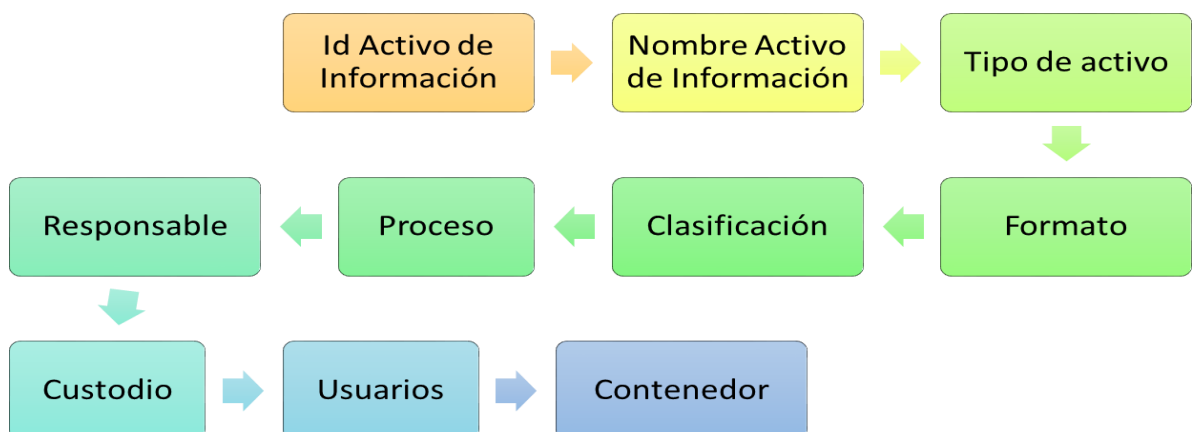 Id Activo de
Información
Nombre Activo
de Información
Tipo de activo
Formato
Clasificación
Proceso
Responsable
Custodio
Usuarios
Contenedor